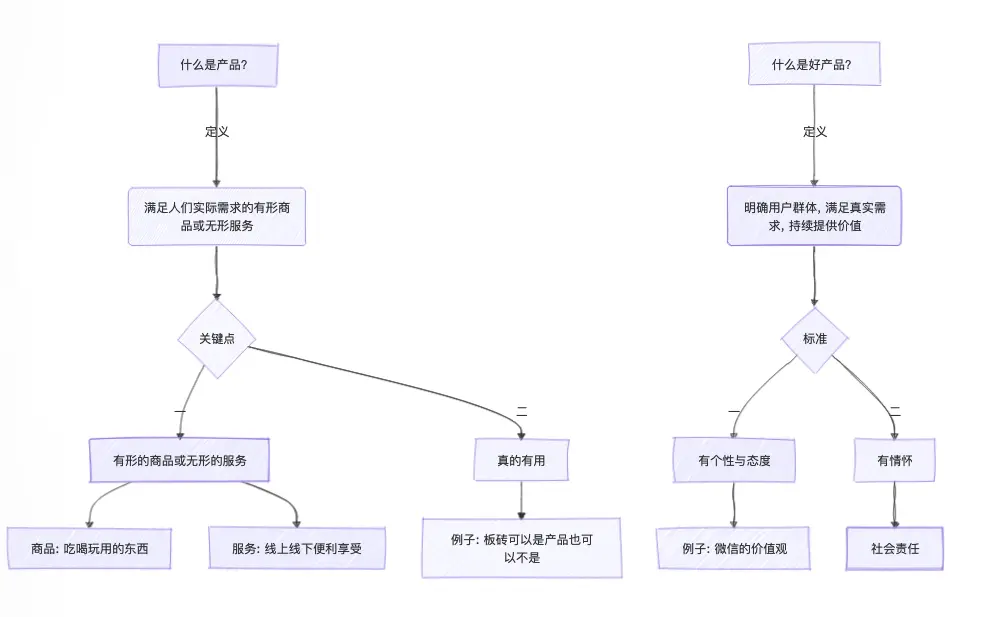 什么是产品?
什么是好产品?
定义
定义
满足人们实际需求的有形商
品或无形服务
明确用户群体, 满足真实需
求, 持续提供价值
关键点
标准
一
二
一
二
有形的商品或无形的服务
真的有用
有个性与态度
有情怀
商品: 吃喝玩用的东西
服务: 线上线下便利享受
例子: 板砖可以是产品也可
以不是
例子: 微信的价值观
社会责任